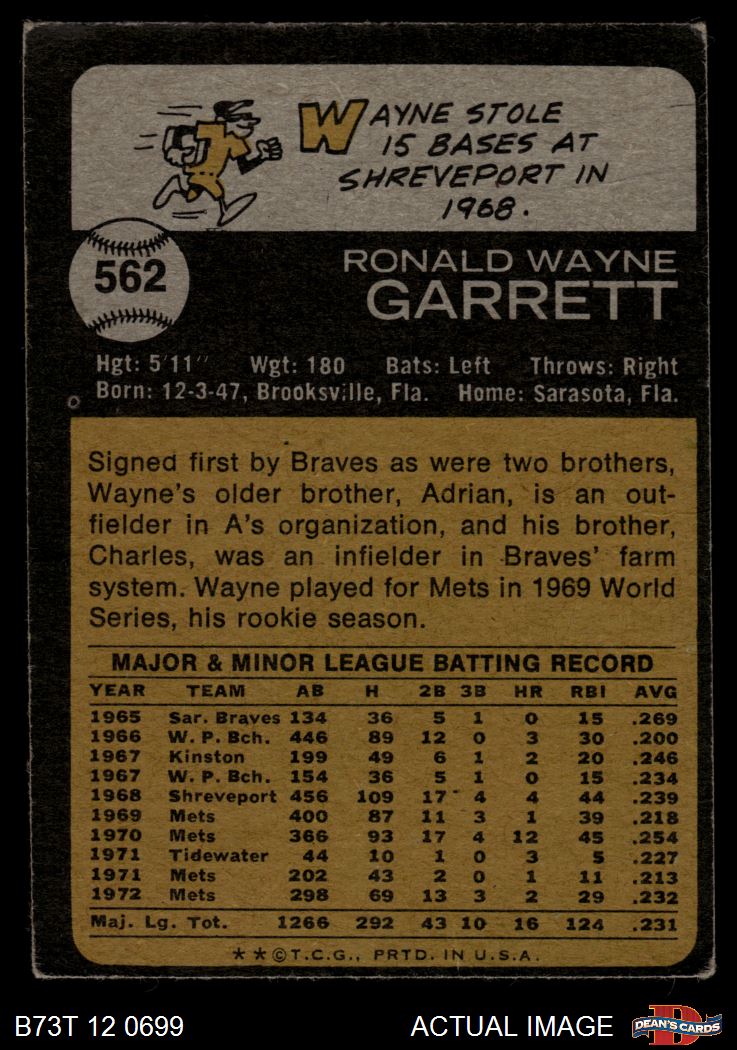 WAYNE STOLE
15 BASES AT
SHREVEPORT IN
1968.
562
RONALD WAYNE
GARRETT
Hgt: 5'11" Wgt: 180 Bats: Left Throws: Right
Born: 12-3-47, Brooksville, Fla. Home: Sarasota, Fla.
Signed first by Braves as were two brothers,
Wayne's older brother, Adrian, is an out-
fielder in A's organization, and his brother,
Charles, was an infielder in Braves' farm
system. Wayne played for Mets in 1969 World
Series, his rookie season.
MAJOR & MINOR LEAGUE BATTING RECORD
YEAR TEAM AB H 2B 3B HR RBI AVG
1965 Sar. Braves 134 36 5 1 0 15 .269
1966 W. P. Bch. 446 89 12 0 3 30 .200
1967 Kinston 199 49 6 1 2 20 .246
1967 W. P. Bch. 154 36 5 1 0 15 .234
1968 Shreveport 456 109 17 4 4 44 .239
1969 Mets 400 87 11 3 1 39 .218
1970 Mets 366 93 17 4 12 45 .254
1971 Tidewater 44 10 1 0 3 5 .227
1971 Mets 202 43 2 0 1 11 .213
1972 Mets 298 69 13 3 2 29 .232
Maj. Lg. Tot. 1266 292 43 10 16 124 .231
**©T.C.G., PRTD. IN U.S.A.
B73T 12 0699 ACTUAL IMAGE DEAN'S CARDS